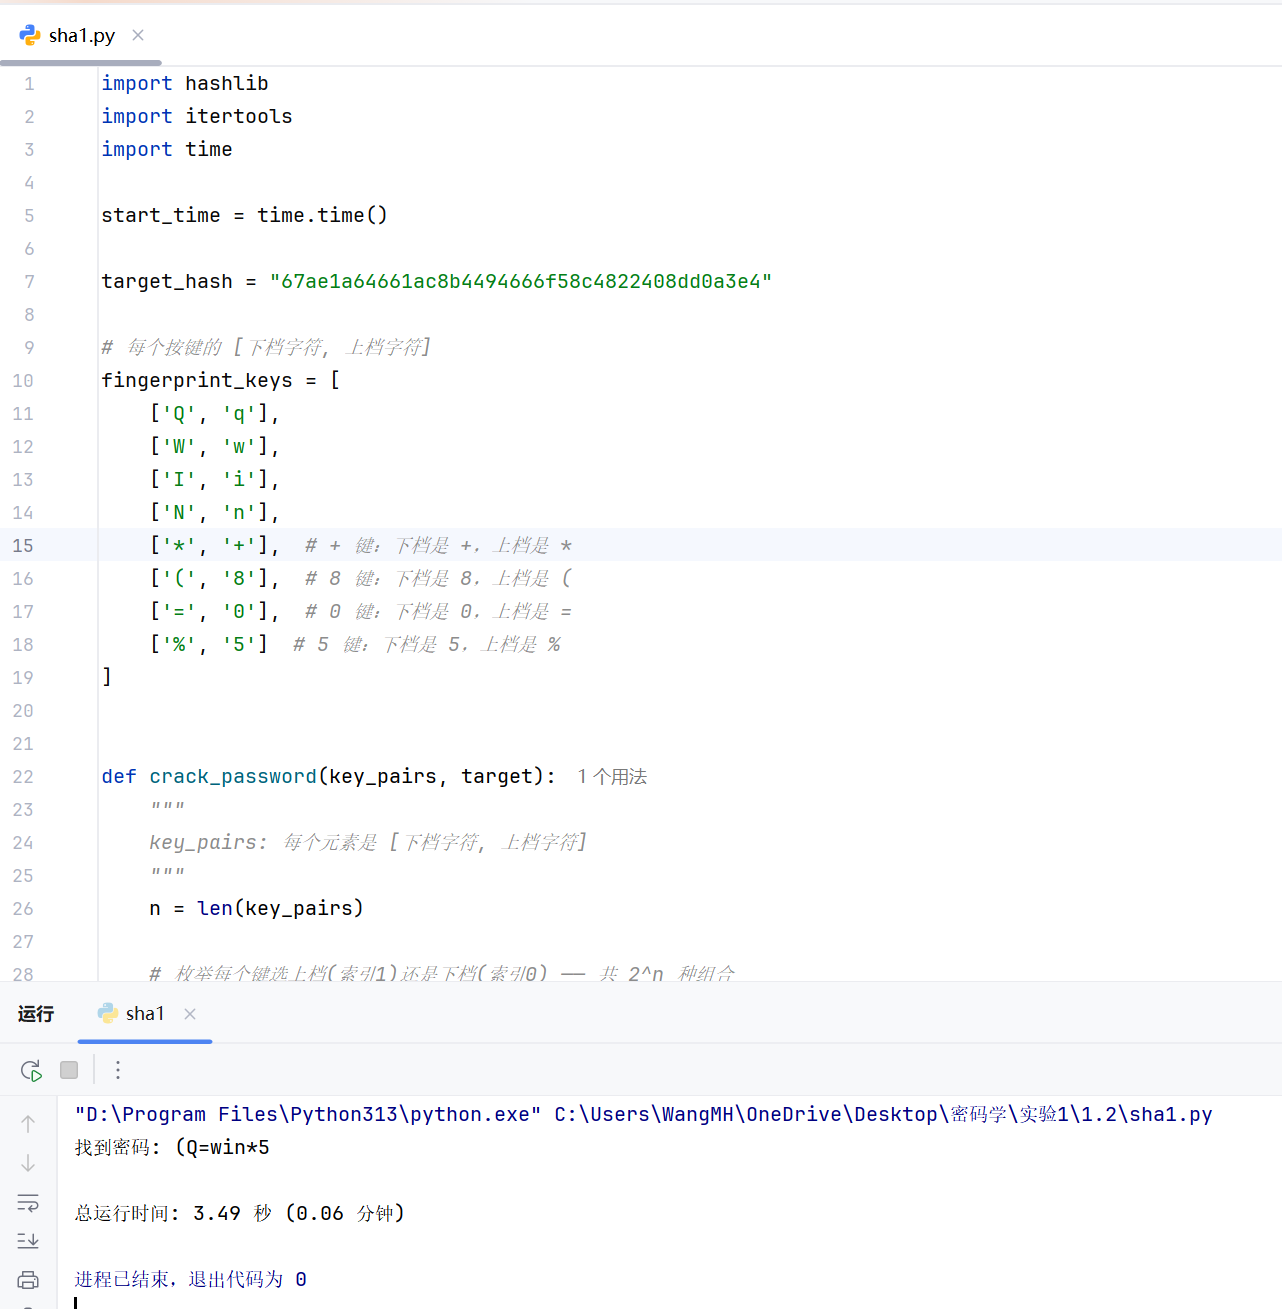 sha1.py
1 import hashlib
2 import itertools
3 import time
4
5 start_time = time.time()
6
7 target_hash = "67ae1a64661ac8b4494666f58c4822408dd0a3e4"
8
9 # 每个按键的 [下档字符, 上档字符]
10 fingerprint_keys = [
11     ['Q', 'q'],
12     ['W', 'w'],
13     ['I', 'i'],
14     ['N', 'n'],
15     ['*', '+'],  # + 键：下档是 +，上档是 *
16     ['(', '8'],  # 8 键：下档是 8，上档是 (
17     ['=', '0'],  # 0 键：下档是 0，上档是 =
18     ['%', '5']  # 5 键：下档是 5，上档是 %
19 ]
20
21
22 def crack_password(key_pairs, target): 1 个用法
23     """
24     key_pairs: 每个元素是 [下档字符, 上档字符]
25     """
26     n = len(key_pairs)
27
28     # 枚举每个键选上档(索引1)还是下档(索引0) —— 共 2^n 种组合
运行 sha1
"D:\Program Files\Python313\python.exe" C:\Users\WangMH\OneDrive\Desktop\密码学\实验1\1.2\sha1.py
找到密码: (Q=win*5
总运行时间: 3.49 秒 (0.06 分钟)
进程已结束，退出代码为 0